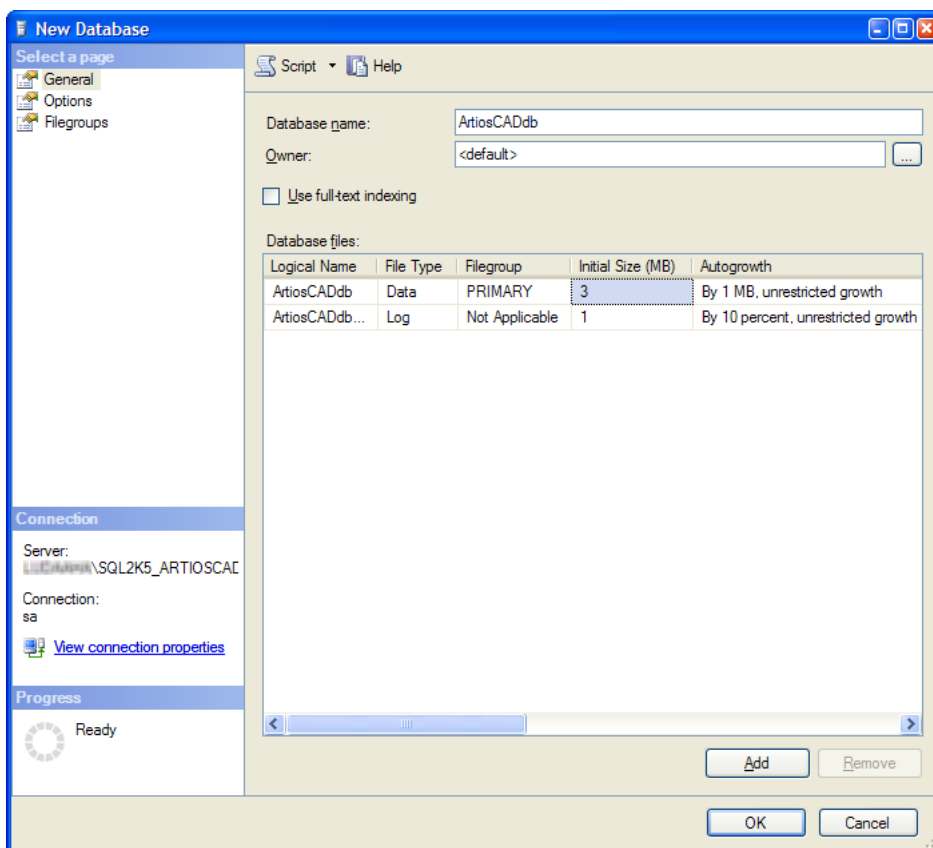 New Database
Select a page
General
Options
Filegroups
Script
Help
Database name:
ArtiosCADdb
Owner:
<default>
...
Use full-text indexing
Database files:
Logical Name File Type Filegroup Initial Size (MB) Autogrowth
ArtiosCADdb Data PRIMARY 3 By 1 MB, unrestricted growth
ArtiosCADdb... Log Not Applicable 1 By 10 percent, unrestricted growth
Connection
Server:
\SQL2K5_ARTIOSCAD
Connection:
sa
View connection properties
Progress
Ready
Add
Remove
OK
Cancel